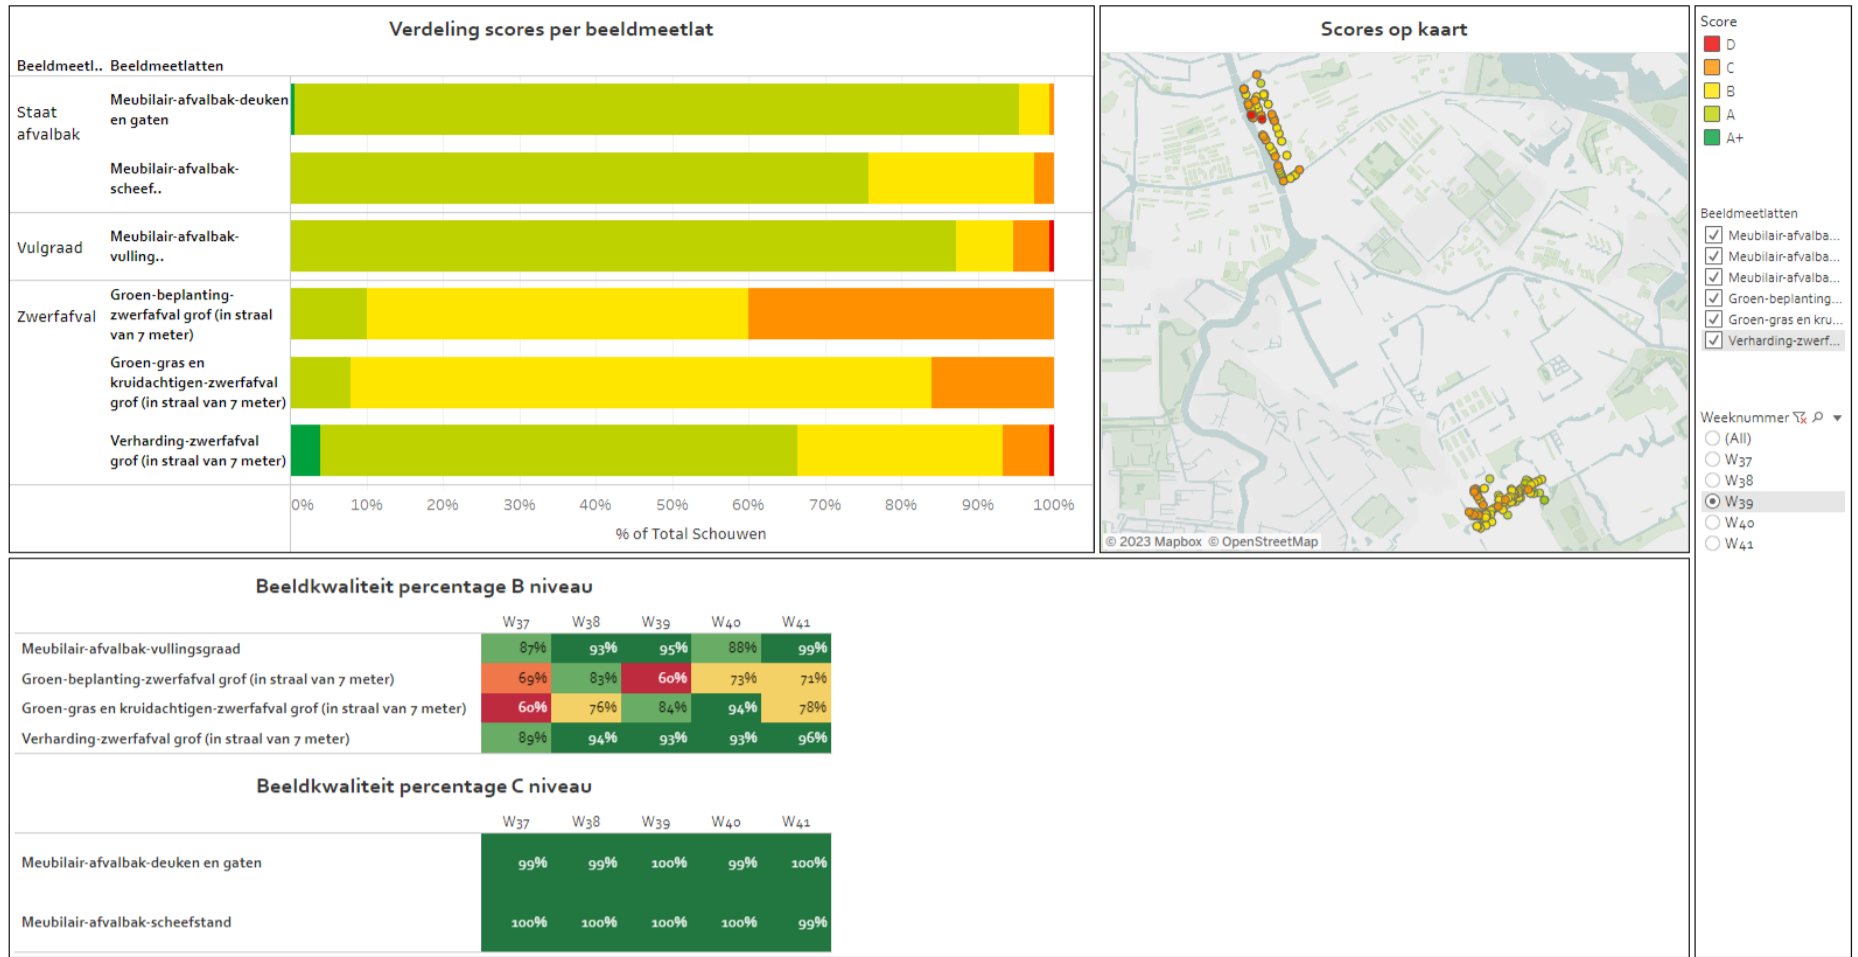 Verdeling scores per beeldmeetlat
Beeldmeetl.. Beeldmeetlatten
Staat
afvalbak
Meubilair-afvalbak-deuken
en gaten
Meubilair-afvalbak-
scheef..
Vulgraad
Meubilair-afvalbak-
vulling..
Zwerfafval
Groen-beplanting-
zwerfafval grof (in straal
van 7 meter)
Groen-gras en
kruidachtigen-zwerfafval
grof (in straal van 7 meter)
Verharding-zwerfafval
grof (in straal van 7 meter)
0% 10% 20% 30% 40% 50% 60% 70% 80% 90% 100%
% of Total Schouwen
Scores op kaart
© 2023 Mapbox © OpenStreetMap
Score
D
C
B
A
A+
Beeldmeetlatten
Meubilair-afvalba...
Meubilair-afvalba...
Meubilair-afvalba...
Groen-beplanting...
Groen-gras en kru...
Verharding-zwerf...
Weeknummer
(All)
W37
W38
W39
W40
W41
Beeldkwaliteit percentage B niveau
W37 W38 W39 W40 W41
Meubilair-afvalbak-vullingsgraad 87% 93% 95% 88% 99%
Groen-beplanting-zwerfafval grof (in straal van 7 meter) 69% 83% 60% 73% 71%
Groen-gras en kruidachtigen-zwerfafval grof (in straal van 7 meter) 60% 76% 84% 94% 78%
Verharding-zwerfafval grof (in straal van 7 meter) 89% 94% 93% 93% 96%
Beeldkwaliteit percentage C niveau
W37 W38 W39 W40 W41
Meubilair-afvalbak-deuken en gaten 99% 99% 100% 99% 100%
Meubilair-afvalbak-scheefstand 100% 100% 100% 100% 99%